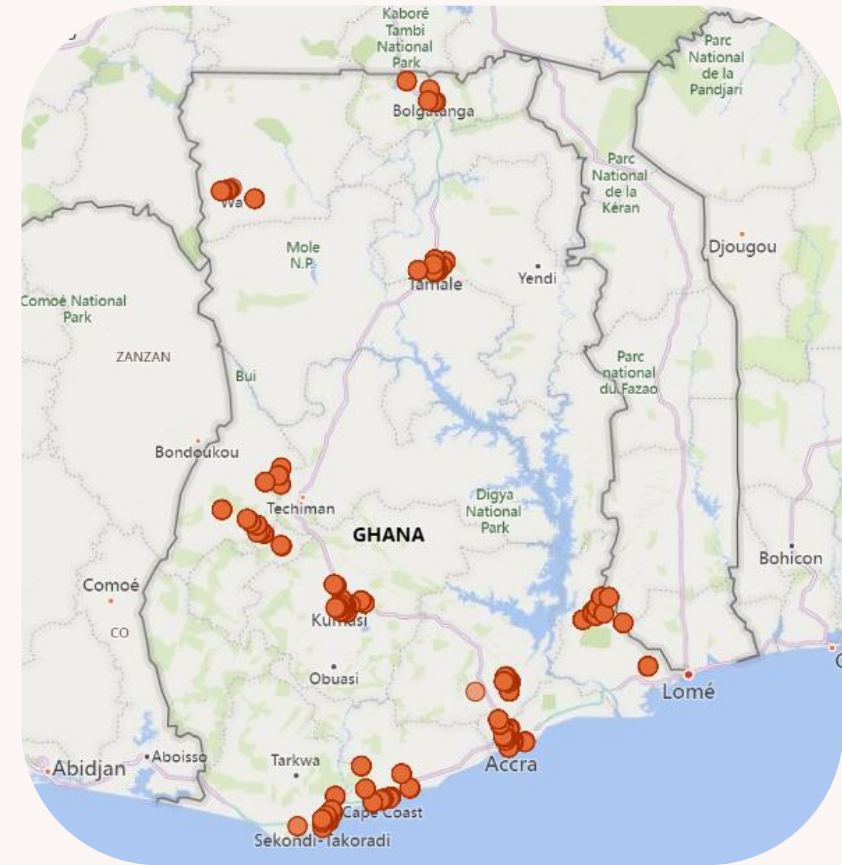 Kaboré
Tambi
National
Park
Parc
National
de la
Pandjari
Bolgatanga
Parc
National
de la
Kéran
Wa
Djougou
Mole
N.P.
Yendi
Tamale
Comoé National
Park
ZANZAN
Parc
national
du Fazao
Bui
Bondoukou
Techiman
Digya
National
Park
GHANA
Bohicon
Comoé
CO
Kumasi
Obuasi
Lomé
Aboisso
Tarkwa
Accra
Abidjan
Cape Coast
Sekondi-Takoradi